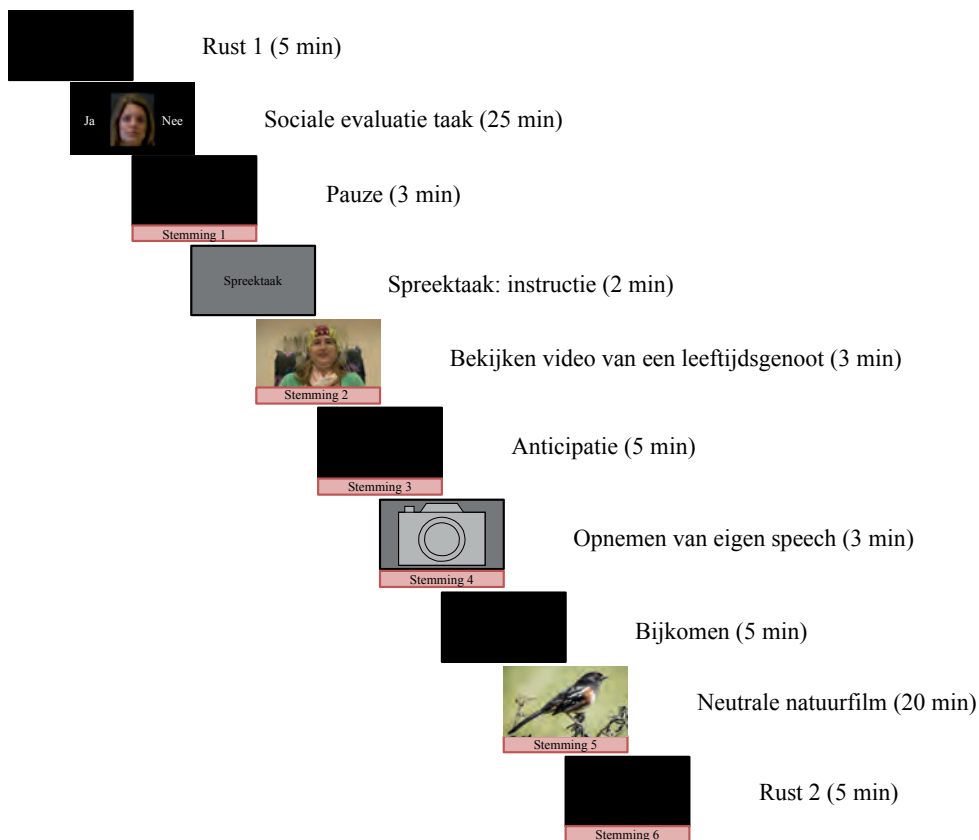 Rust 1 (5 min)
Ja
Nee
Sociale evaluatie taak (25 min)
Pauze (3 min)
Stemming 1
Spreektaak
Spreektaak: instructie (2 min)
Bekijken video van een leeftijdsgenoot (3 min)
Stemming 2
Anticipatie (5 min)
Stemming 3
Opnemen van eigen speech (3 min)
Stemming 4
Bijkomen (5 min)
Neutrale natuurfilm (20 min)
Stemming 5
Rust 2 (5 min)
Stemming 6